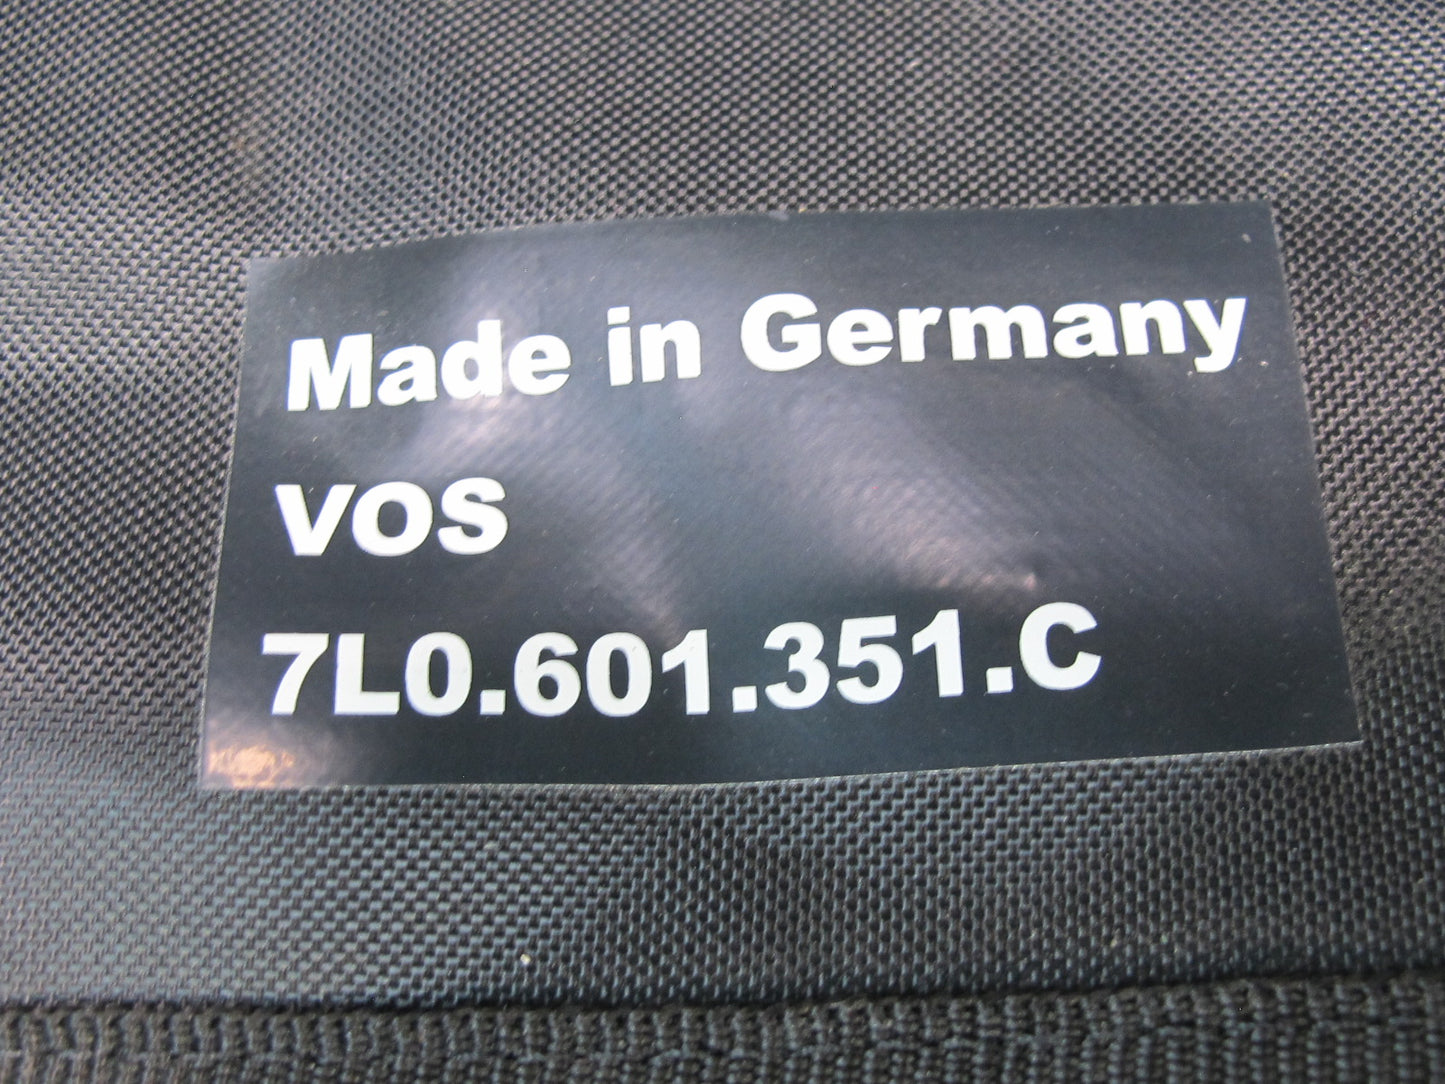 Made in Germany
VOS
7L0.601.351.C